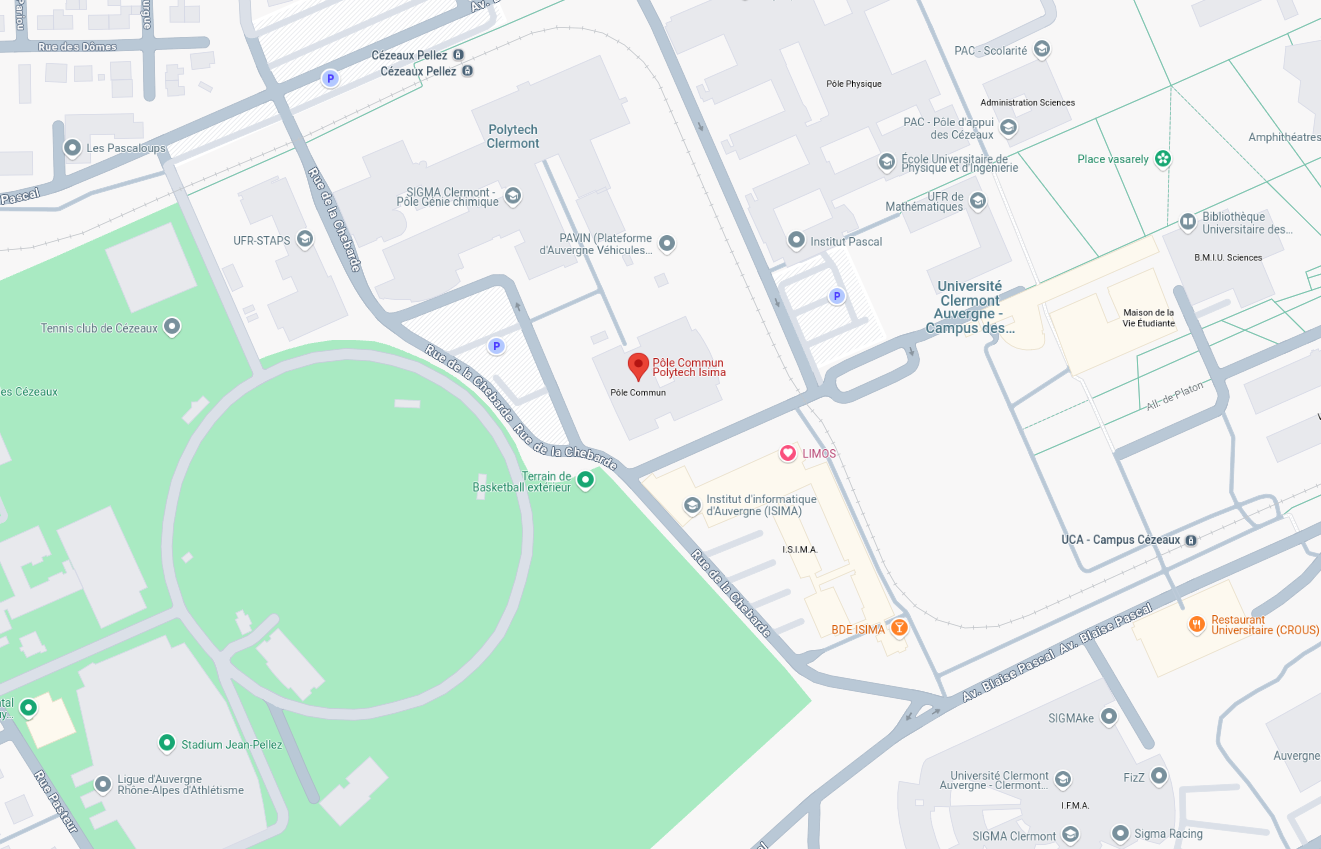 Rue des Dômes
Cézeaux Pellez
Cézeaux Pellez
P
PAC - Scolarité
Pôle Physique
Administration Sciences
PAC - Pôle d'appui
des Cézeaux
Amphithéatres
Polytech
Clermont
Les Pascaloups
Place vasarely
École Universitaire de
Physique et d'Ingénierie
Pascal
Rue de la Chebarde
SIGMA Clermont -
Pôle Génie chimique
UFR de
Mathématiques
Bibliothèque
Universitaire des...
UFR-STAPS
PAVIN (Plateforme
d'Auvergne Véhicules...
Institut Pascal
B.M.I.U. Sciences
Université
Clermont
Auvergne -
Campus des...
P
Maison de la
Vie Étudiante
Tennis club de Cézeaux
P
Rue de la Chebarde
Pôle Commun
Polytech Isima
Pôle Commun
es Cézeaux
All. de Platon
Rue de la Chebarde
LIMOS
Terrain de
Basketball extérieur
Institut d'informatique
d'Auvergne (ISIMA)
I.S.I.M.A.
UCA - Campus Cézeaux
Rue de la Chebarde
BDE ISIMA
Restaurant
Universitaire (CROUS)
Av. Blaise Pascal
Av. Blaise Pascal
SIGMAke
Stadium Jean-Pellez
Ligue d'Auvergne
Rhône-Alpes d'Athlétisme
Université Clermont
Auvergne - Clermont...
FizZ
Auvergne
Rue Pasteur
I.F.M.A.
SIGMA Clermont
Sigma Racing